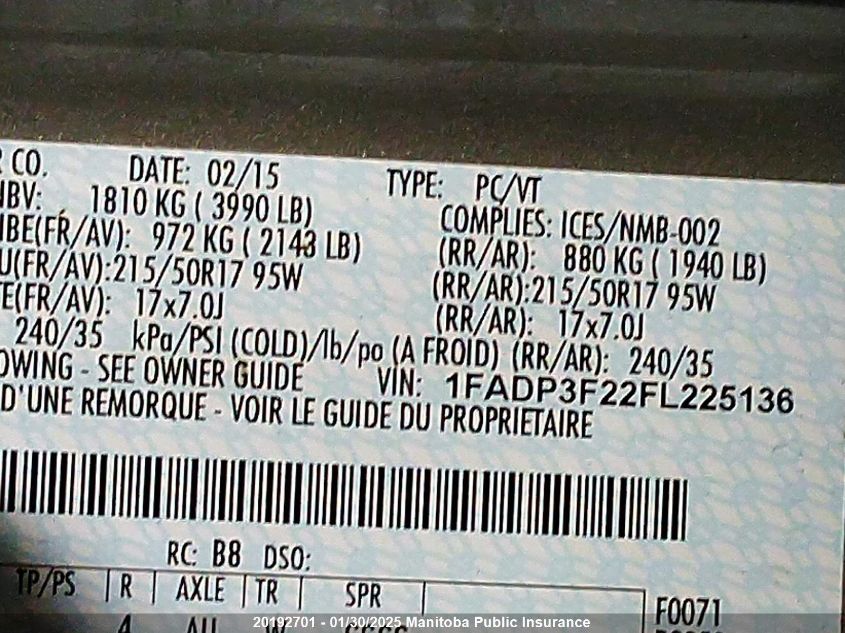 R CO. DATE: 02/15 TYPE: PC/VT
NBV: 1810 KG ( 3990 LB) COMPLIES: ICES/NMB-002
NBE(FR/AV): 972 KG ( 2143 LB) (RR/AR): 880 KG ( 1940 LB)
U(FR/AV):215/50R17 95W (RR/AR):215/50R17 95W
TE(FR/AV): 17x7.0J (RR/AR): 17x7.0J
240/35 kPa/PSI (COLD)/lb/po (A FROID) (RR/AR): 240/35
OWING - SEE OWNER GUIDE VIN: 1FADP3F22FL225136
D'UNE REMORQUE - VOIR LE GUIDE DU PROPRIETAIRE
RC: B8 DSO:
TP/PS R AXLE TR SPR F0071
20192701 - 01/30/2025 Manitoba Public Insurance